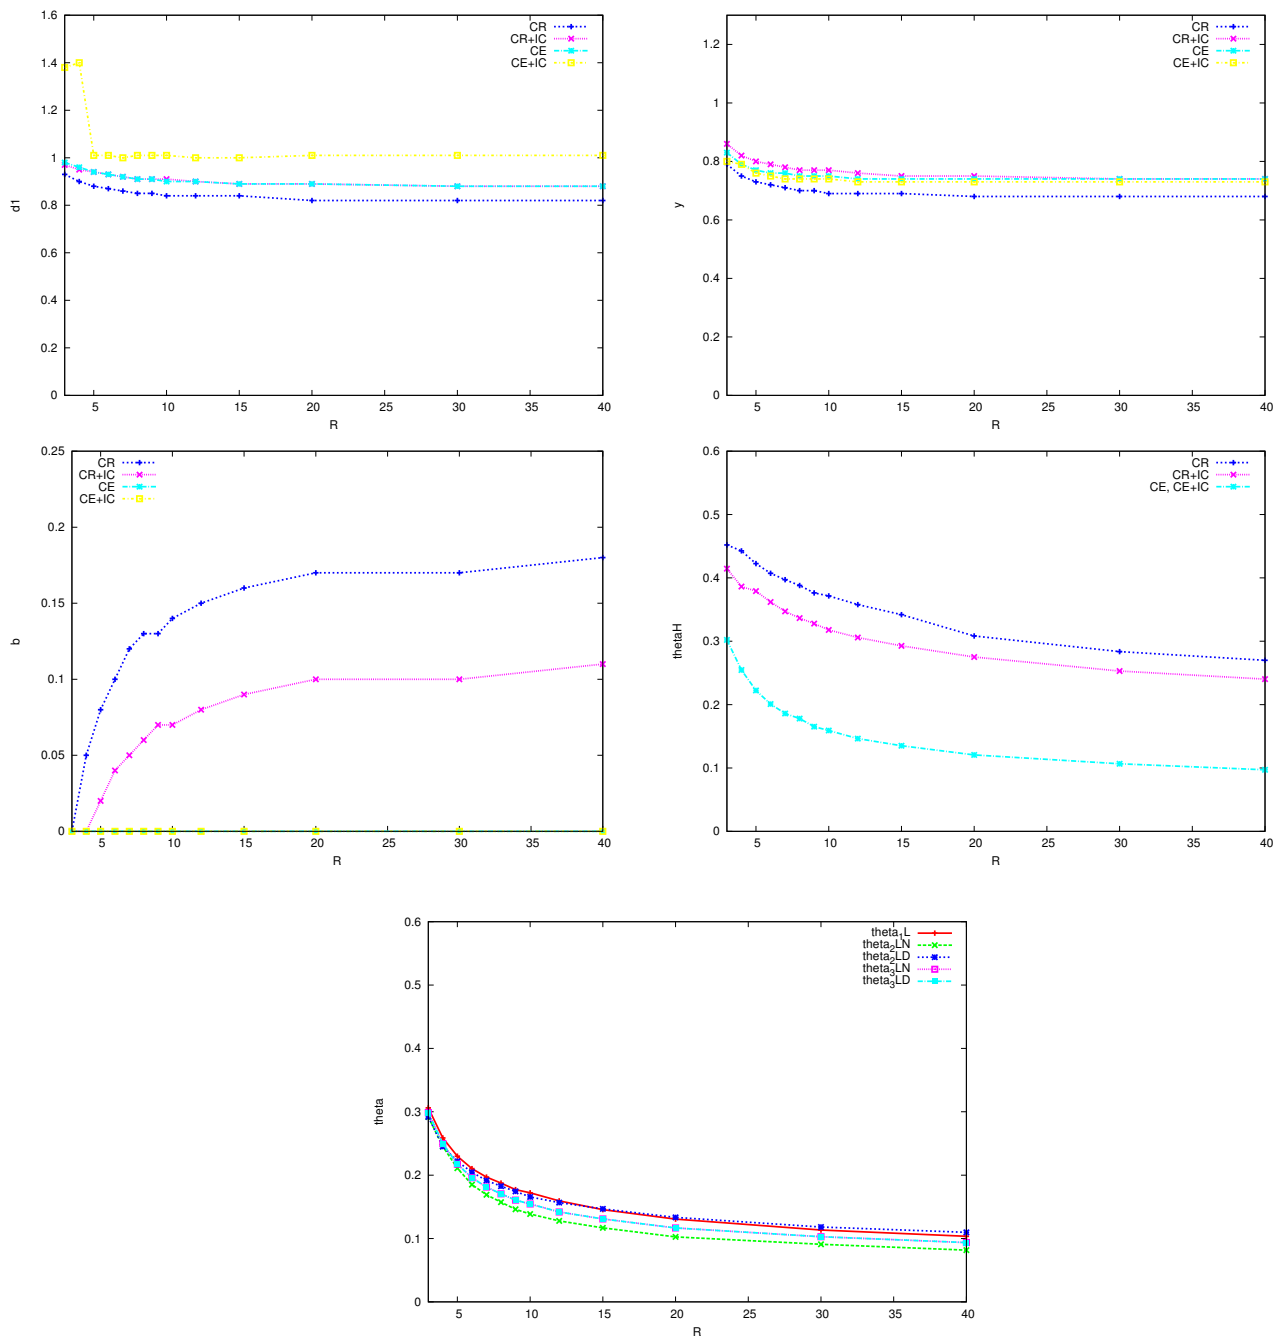 1.6
1.4
1.2
1
0.8
0.6
0.4
0.2
0
d1
CR
CR+IC
CE
CE+IC
5
10
15
20
25
30
35
40
R
1.2
1
0.8
0.6
0.4
0.2
0
y
CR
CR+IC
CE
CE+IC
5
10
15
20
25
30
35
40
R
0.25
0.2
0.15
0.1
0.05
0
b
CR
CR+IC
CE
CE+IC
5
10
15
20
25
30
35
40
R
0.6
0.5
0.4
0.3
0.2
0.1
0
thetaH
CR
CR+IC
CE, CE+IC
5
10
15
20
25
30
35
40
R
0.6
0.5
0.4
0.3
0.2
0.1
0
theta
theta₁L
theta₂LN
theta₂LD
theta₃LN
theta₃LD
5
10
15
20
25
30
35
40
R